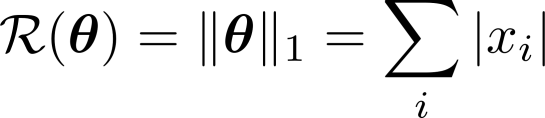 ℛ(𝜽) = ‖𝜽‖₁ = ∑ᵢ |xᵢ|